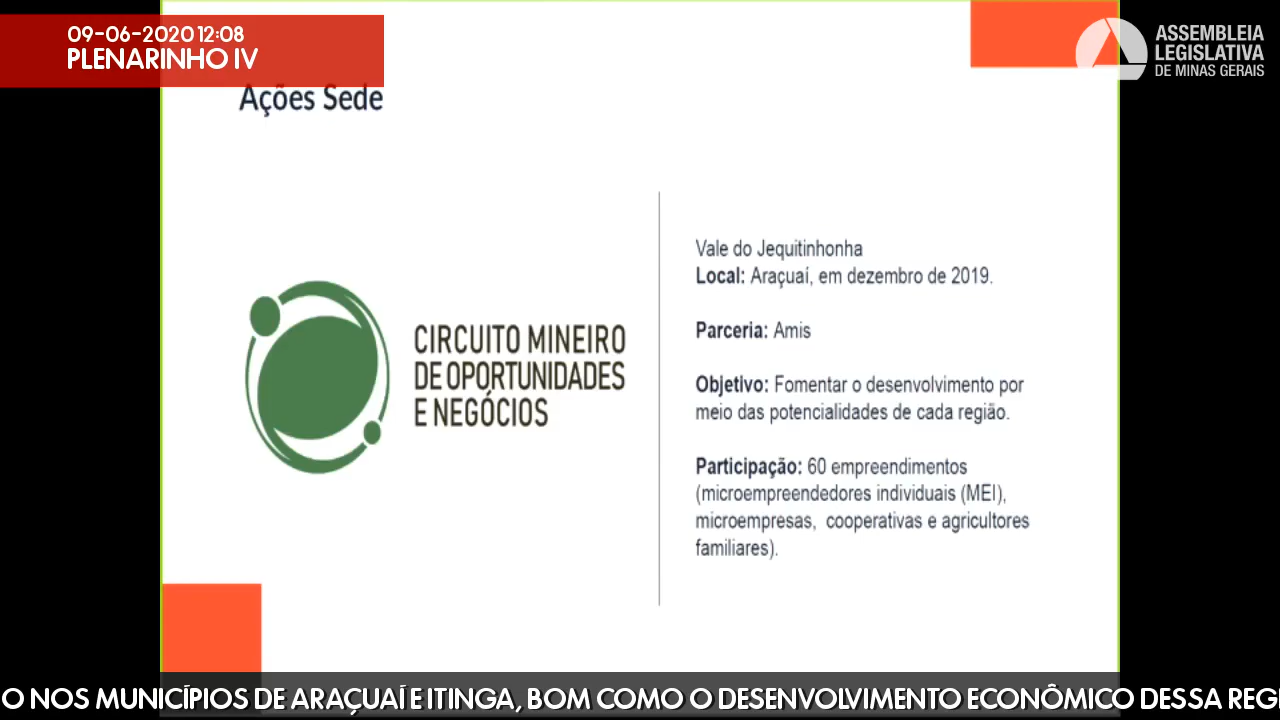 09-06-2020 12:08
PLENARINHO IV
ASSEMBLEIA
LEGISLATIVA
DE MINAS GERAIS
Ações Sede
CIRCUITO MINEIRO
DE OPORTUNIDADES
E NEGÓCIOS
Vale do Jequitinhonha
Local: Araçuaí, em dezembro de 2019.
Parceria: Amis
Objetivo: Fomentar o desenvolvimento por
meio das potencialidades de cada região.
Participação: 60 empreendimentos
(microempreendedores individuais (MEI),
microempresas, cooperativas e agricultores
familiares).
O NOS MUNICÍPIOS DE ARAÇUAÍ E ITINGA, BOM COMO O DESENVOLVIMENTO ECONÔMICO DESSA REG